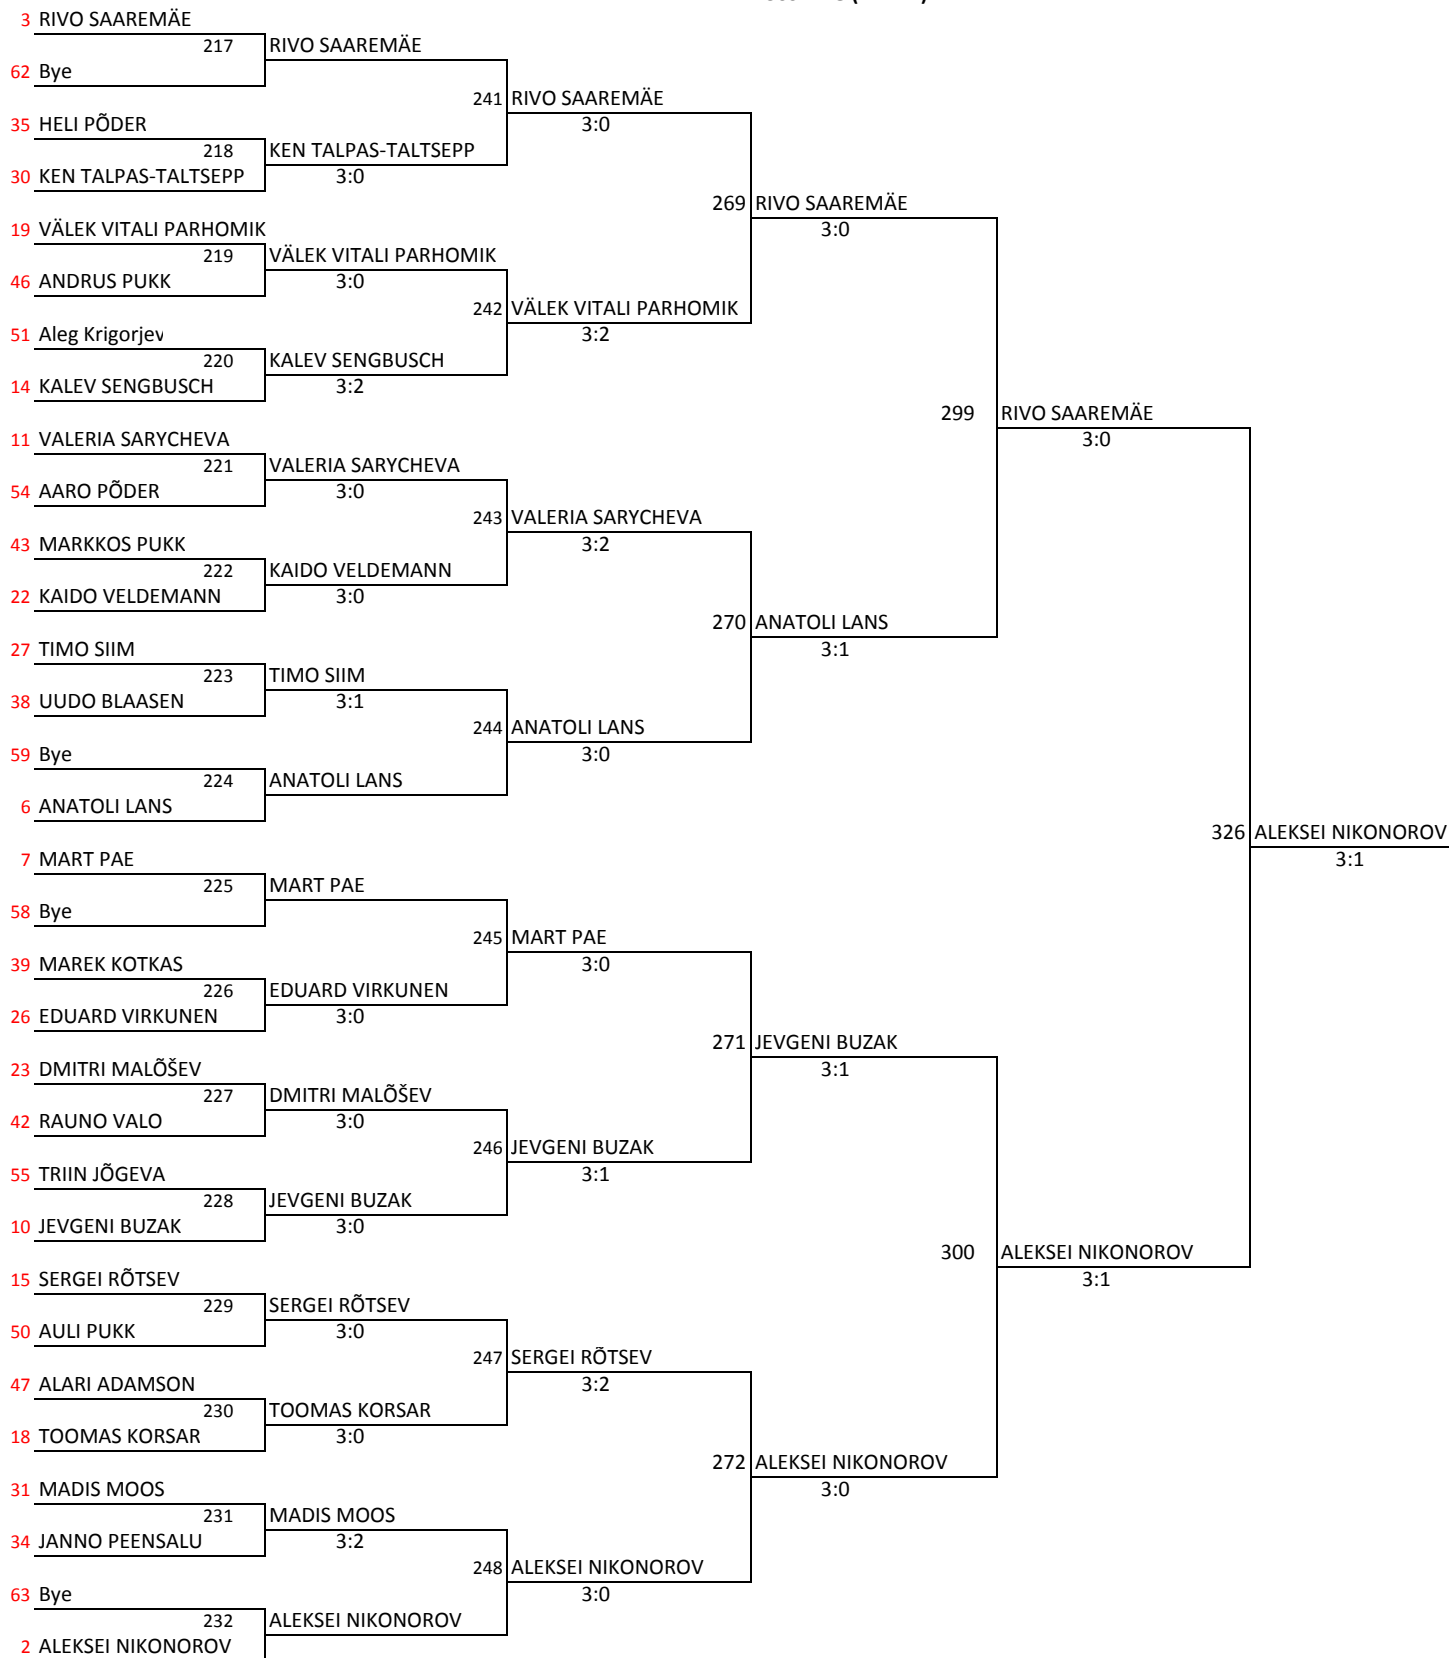 3 RIVO SAAREMÄE
217 RIVO SAAREMÄE
62 Bye
241 RIVO SAAREMÄE
3:0
35 HELI PÕDER
218 KEN TALPAS-TALTSEPP
30 KEN TALPAS-TALTSEPP 3:0
269 RIVO SAAREMÄE
3:0
19 VÄLEK VITALI PARHOMIK
219 VÄLEK VITALI PARHOMIK
46 ANDRUS PUKK 3:0
242 VÄLEK VITALI PARHOMIK
3:2
51 Aleg Krigorjev
220 KALEV SENGBUSCH
14 KALEV SENGBUSCH 3:2
299 RIVO SAAREMÄE
3:0
11 VALERIA SARYCHEVA
221 VALERIA SARYCHEVA
54 AARO PÕDER 3:0
243 VALERIA SARYCHEVA
3:2
43 MARKKOS PUKK
222 KAIDO VELDEMANN
22 KAIDO VELDEMANN 3:0
270 ANATOLI LANS
3:1
27 TIMO SIIM
223 TIMO SIIM
38 UUDO BLAASEN 3:1
244 ANATOLI LANS
3:0
59 Bye
224 ANATOLI LANS
6 ANATOLI LANS
326 ALEKSEI NIKONOROV
3:1
7 MART PAE
225 MART PAE
58 Bye
245 MART PAE
3:0
39 MAREK KOTKAS
226 EDUARD VIRKUNEN
26 EDUARD VIRKUNEN 3:0
271 JEVGENI BUZAK
3:1
23 DMITRI MALÕŠEV
227 DMITRI MALÕŠEV
42 RAUNO VALO 3:0
246 JEVGENI BUZAK
3:1
55 TRIIN JÕGEVA
228 JEVGENI BUZAK
10 JEVGENI BUZAK 3:0
300 ALEKSEI NIKONOROV
3:1
15 SERGEI RÕTSEV
229 SERGEI RÕTSEV
50 AULI PUKK 3:0
247 SERGEI RÕTSEV
3:2
47 ALARI ADAMSON
230 TOOMAS KORSAR
18 TOOMAS KORSAR 3:0
272 ALEKSEI NIKONOROV
3:0
31 MADIS MOOS
231 MADIS MOOS
34 JANNO PEENSALU 3:2
248 ALEKSEI NIKONOROV
3:0
63 Bye
232 ALEKSEI NIKONOROV
2 ALEKSEI NIKONOROV